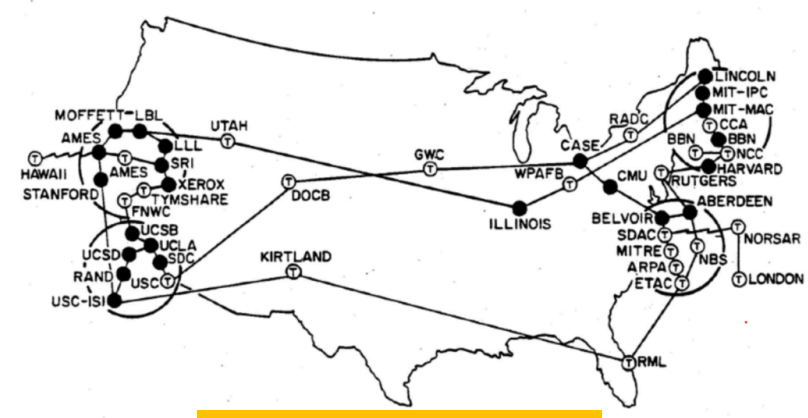 LINCOLN
MIT-IPC
MIT-MAC
RADC
CCA
MOFFETT
LBL
UTAH
AMES
LLL
CASE
BBN
BBN
NCC
GWC
WPAFB
T
HAWAII
AMES
SRI
HARVARD
STANFORD
XEROX
TYMSHARE
DOCB
CMU
RUTGERS
FNWC
ILLINOIS
BELVOIR
ABERDEEN
UCSB
SDAC
NORSAR
UCLA
UCSD
SDC
KIRTLAND
MITRE
NBS
RAND
USC
ARPA
ETAC
LONDON
USC-ISI
RML